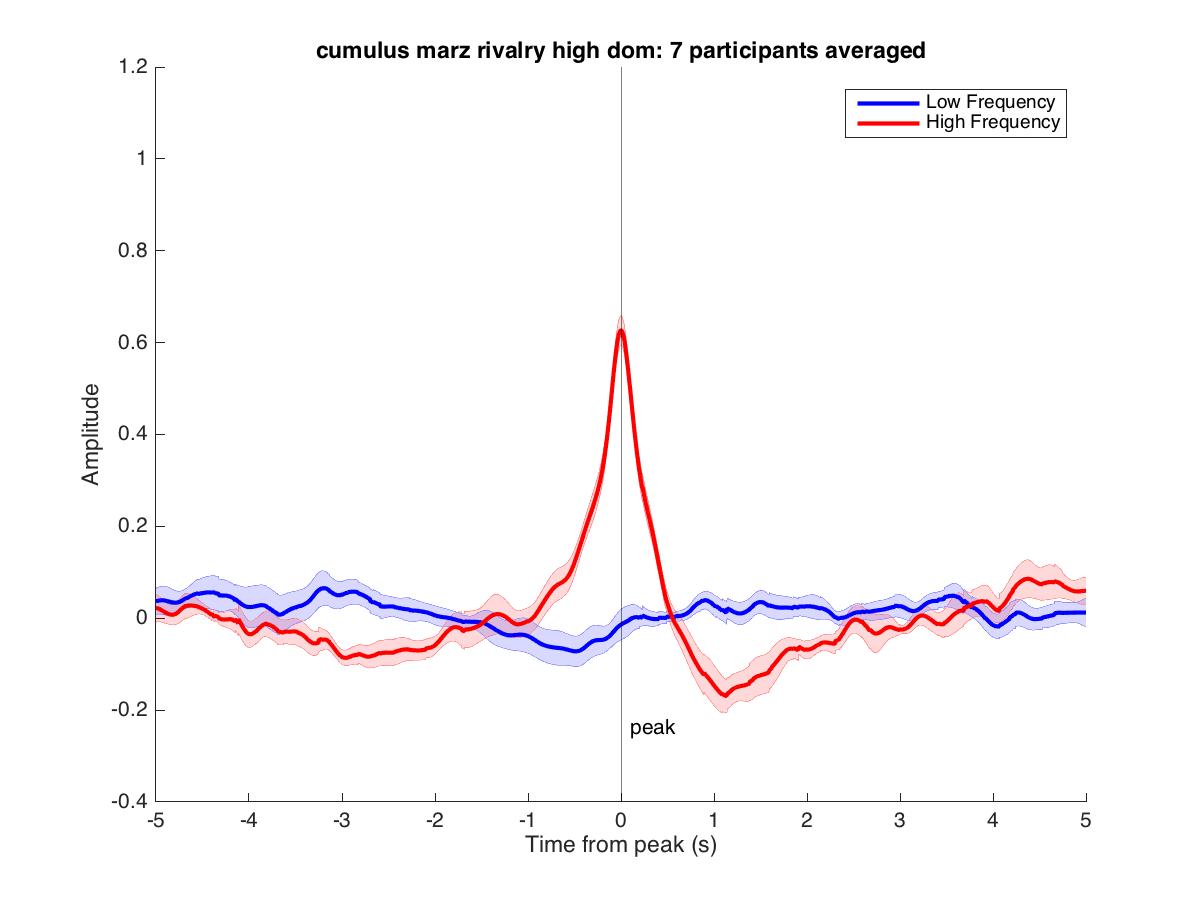 cumulus marz rivalry high dom: 7 participants averaged
1.2
1
0.8
0.6
0.4
0.2
0
-0.2
-0.4
Amplitude
Low Frequency
High Frequency
peak
-5 -4 -3 -2 -1 0 1 2 3 4 5
Time from peak (s)